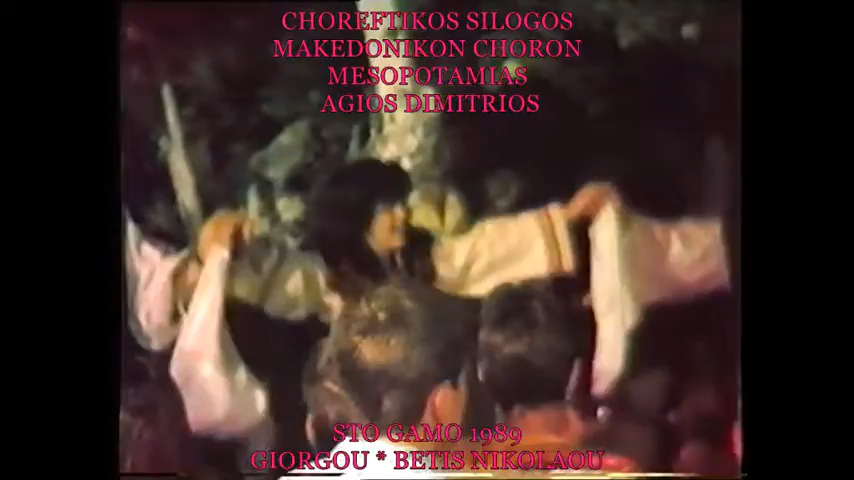 CHOREFTIKOS SILOGOS
MAKEDONIKON CHORON
MESOPOTAMIAS
AGIOS DIMITRIOS
STO GAMO 1989
GIORGOU * BETIS NIKOLAOU